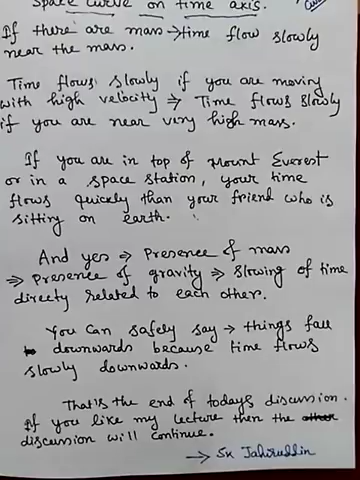 Space curve on time axis.
If there are mass → time flow slowly
near the mass.
Time flows slowly if you are moving
with high velocity ⇒ Time flows slowly
if you are near very high mass.
If you are in top of Mount Everest
or in a space station, your time
flows quickly than your friend who is
sitting on earth.
And yes ⇒ Presence of mass
⇒ Presence of gravity ⇒ slowing of time
directly related to each other.
You can safely say → things fall
downwards because time flows
slowly downwards.
That's the end of todays discussion.
If you like my lecture then the
discussion will continue.
→ Sk Jahiruddin